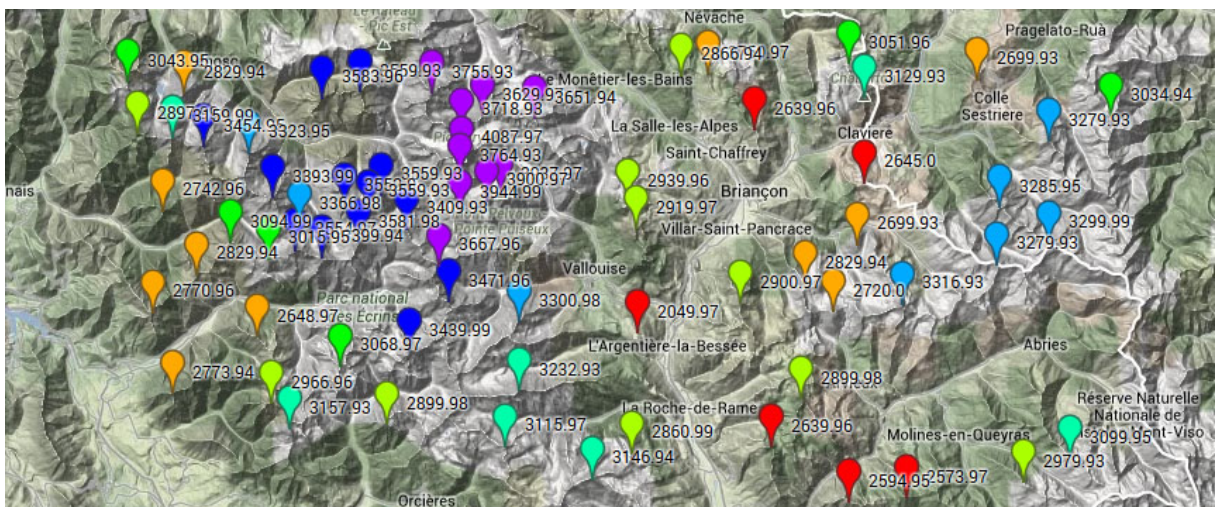 Névache
Pragelato-Ruà
3043.95
2829.94
3583.96
3559.93
3755.93
Le Monêtier-les-Bains
2866.94
3051.96
2699.93
3129.93
3159.99
3454.95
3323.95
3718.93
3651.94
2639.96
Colle
Sestriere
3279.93
3034.94
4087.97
La Salle-les-Alpes
Claviere
2645.0
nais
2742.96
3393.99
3559.93
3764.93
Saint-Chaffrey
2939.96
Briançon
3285.95
3366.98
3559.93
3944.99
3409.93
2919.97
2699.93
3299.99
3094.99
3015.95
3581.98
Pointe Puiseux
Villar-Saint-Pancrace
3279.93
2829.94
3667.96
2829.94
2770.96
3471.96
Vallouise
2900.97
2720.0
3316.93
Parc national
des Écrins
3300.98
2049.97
2648.97
3439.99
3068.97
L'Argentière-la-Bessée
Abries
2773.94
2966.96
3232.93
2899.98
3157.93
2899.98
La Roche-de-Rame
3115.97
2860.99
2639.96
Molines-en-Queyras
Réserve Naturelle
Nationale de
3099.95
Mont-Viso
3146.94
2979.93
2594.95
2573.97
Orcières